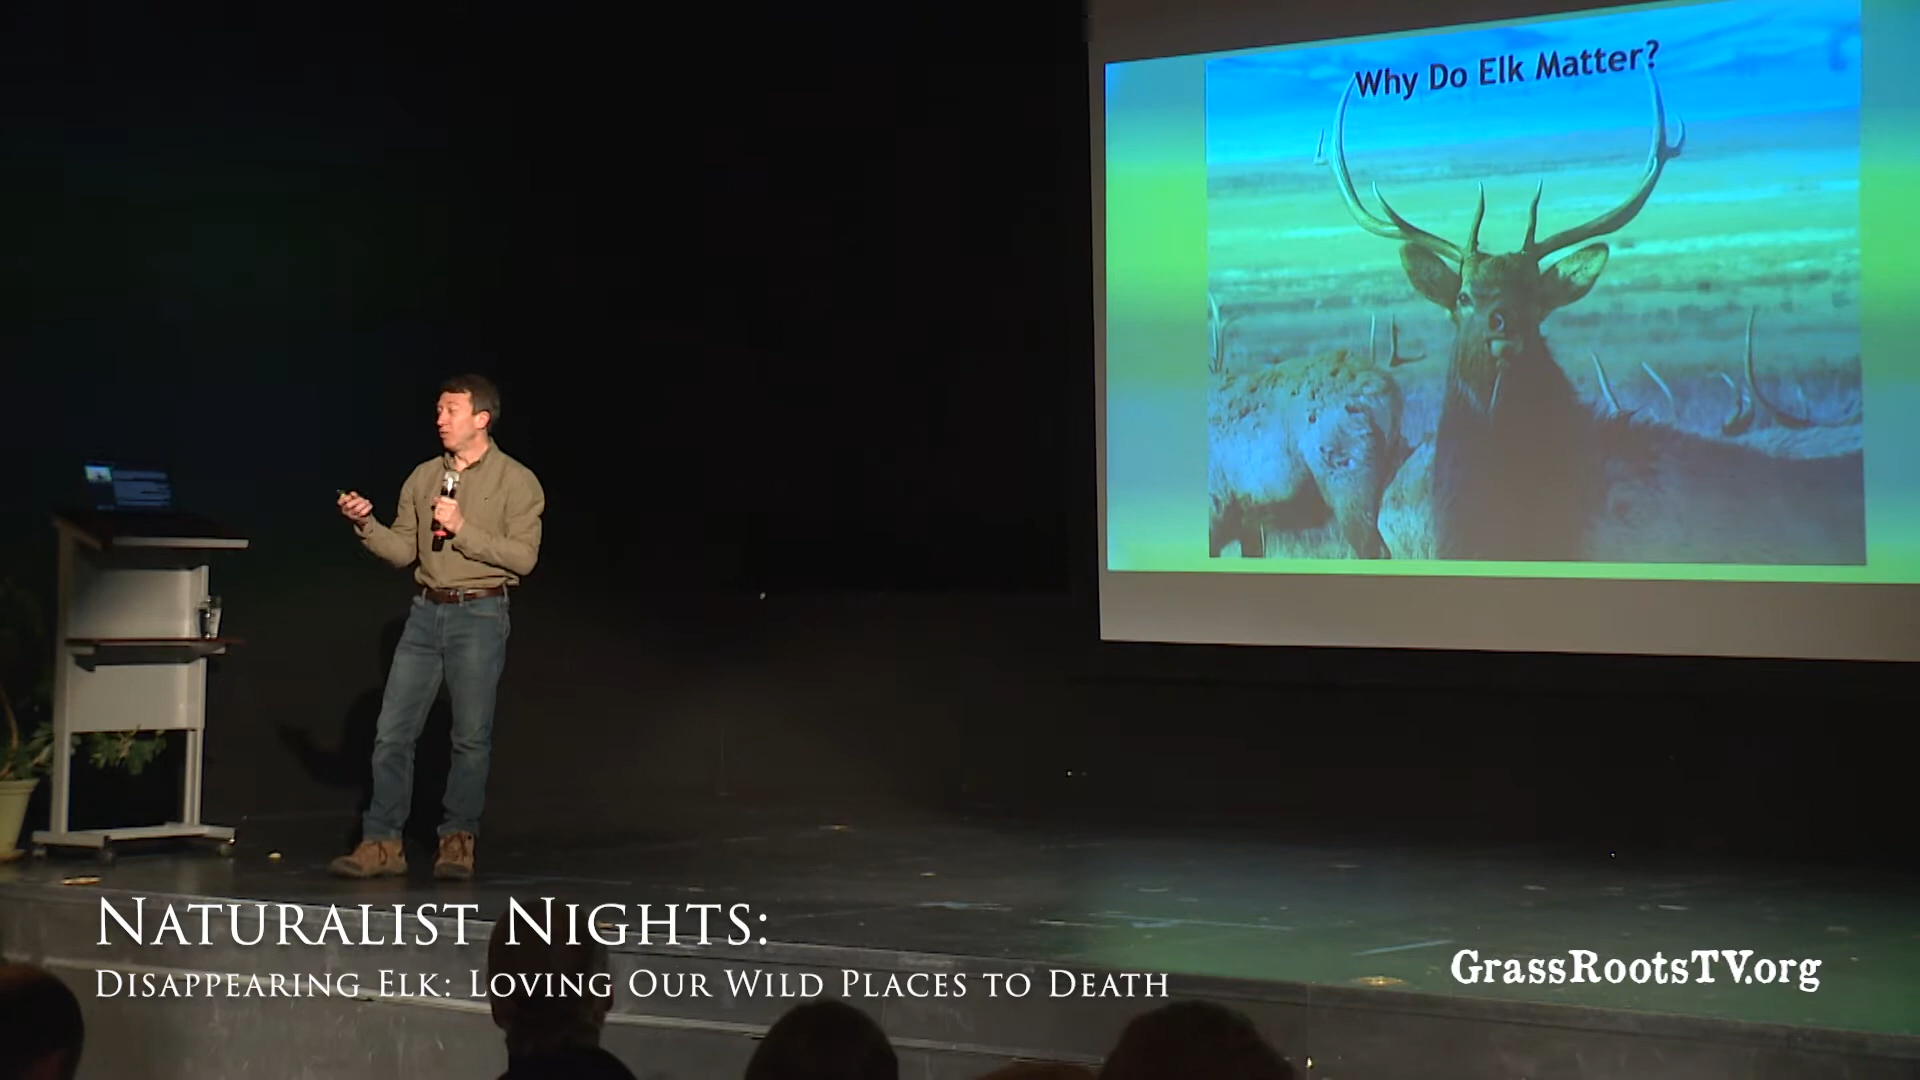 Why Do Elk Matter?
Naturalist Nights:
Disappearing Elk: Loving Our Wild Places to Death
GrassRootsTV.org